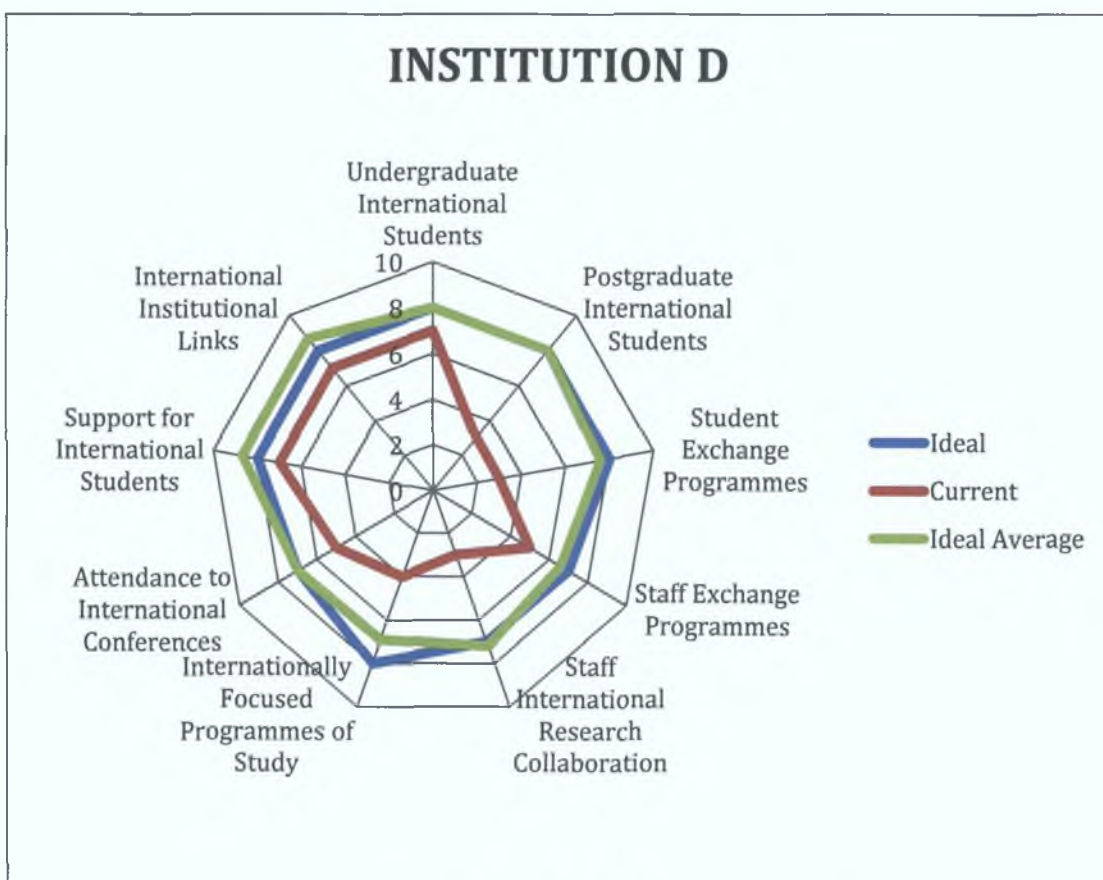 INSTITUTION D
Undergraduate
International
Students
Postgraduate
International
Students
Student
Exchange
Programmes
Staff Exchange
Programmes
Staff
International
Research
Collaboration
Internationally
Focused
Programmes of
Study
Attendance to
International
Conferences
Support for
International
Students
International
Institutional
Links
10
8
6
4
2
0
Ideal
Current
Ideal Average